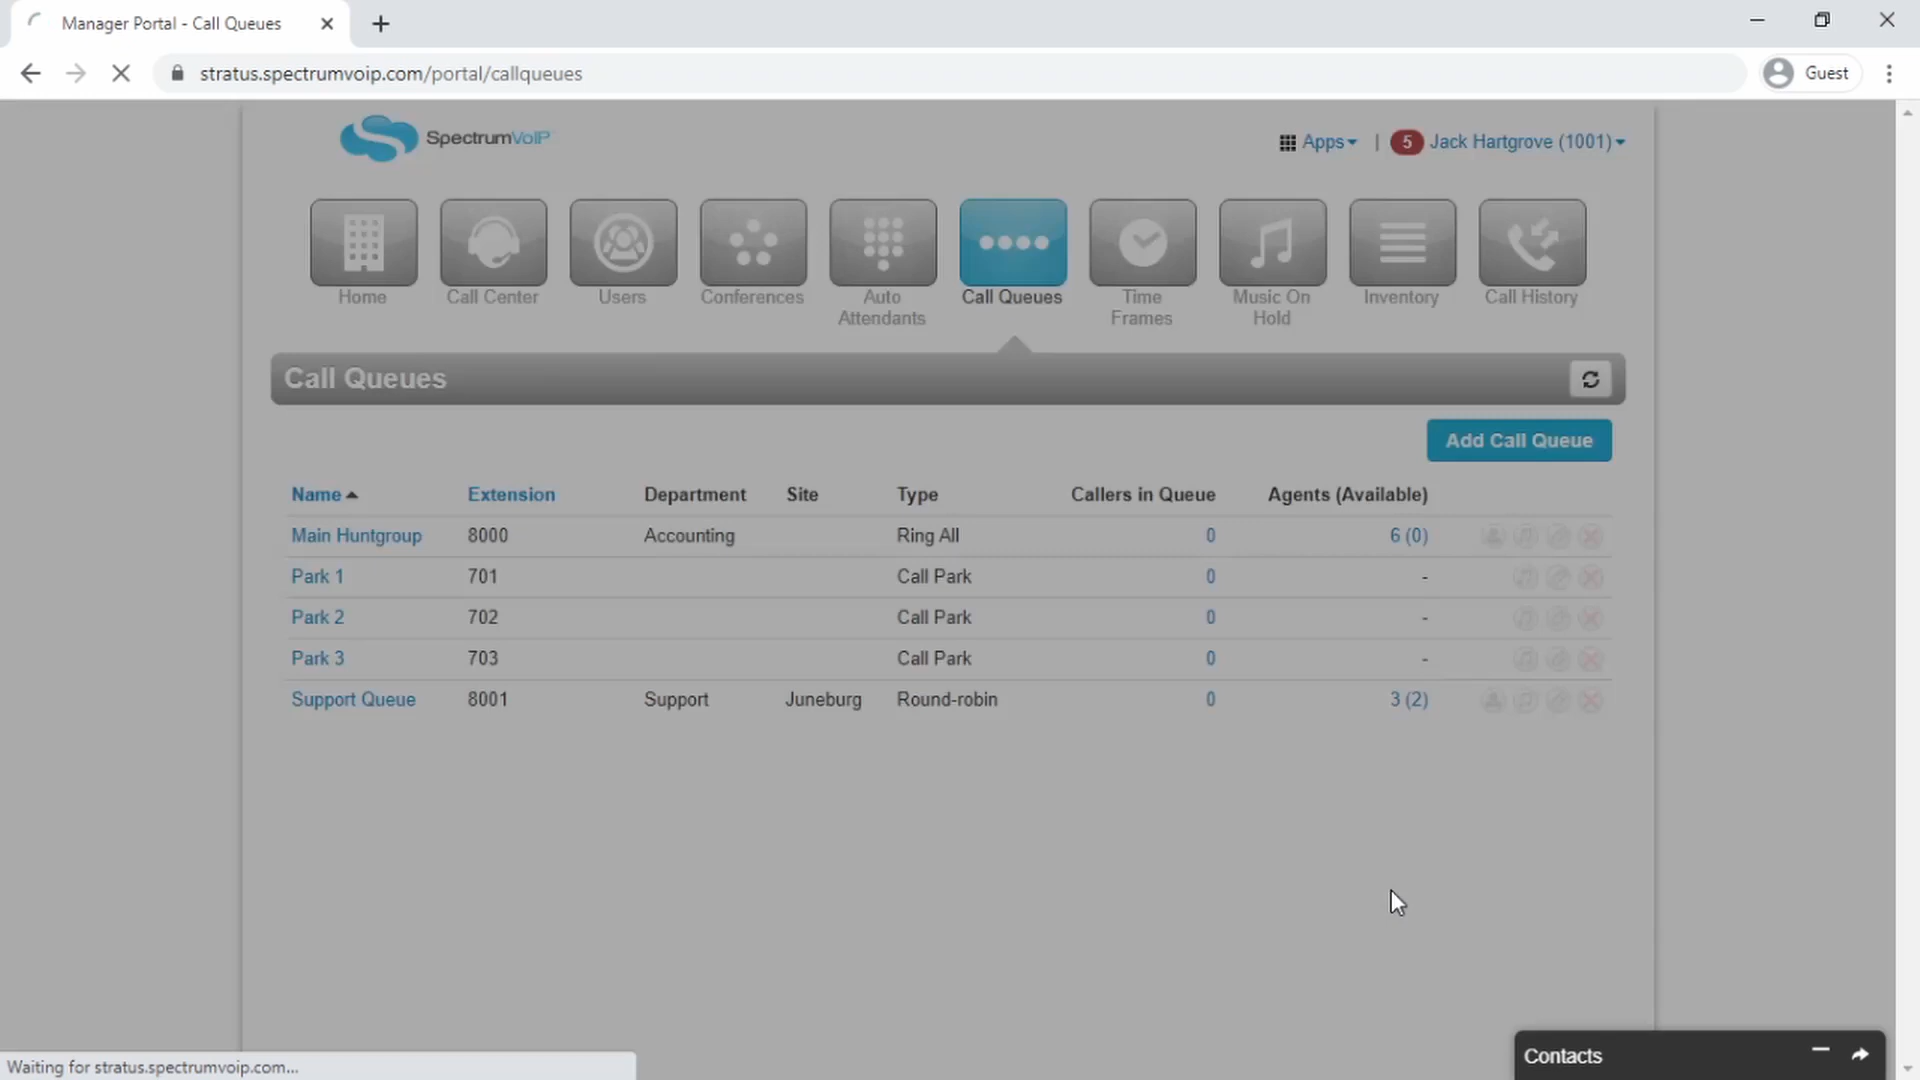 Manager Portal - Call Queues
stratus.spectrumvoip.com/portal/callqueues
Guest
SpectrumVoIP
Apps
|
5
Jack Hartgrove (1001)
Home
Call Center
Users
Conferences
Auto
Attendants
Call Queues
Time
Frames
Music On
Hold
Inventory
Call History
Call Queues
Add Call Queue
Name Extension Department Site Type Callers in Queue Agents (Available)
Main Huntgroup 8000 Accounting Ring All 0 6 (0)
Park 1 701 Call Park 0 -
Park 2 702 Call Park 0 -
Park 3 703 Call Park 0 -
Support Queue 8001 Support Juneburg Round-robin 0 3 (2)
Contacts
Waiting for stratus.spectrumvoip.com...